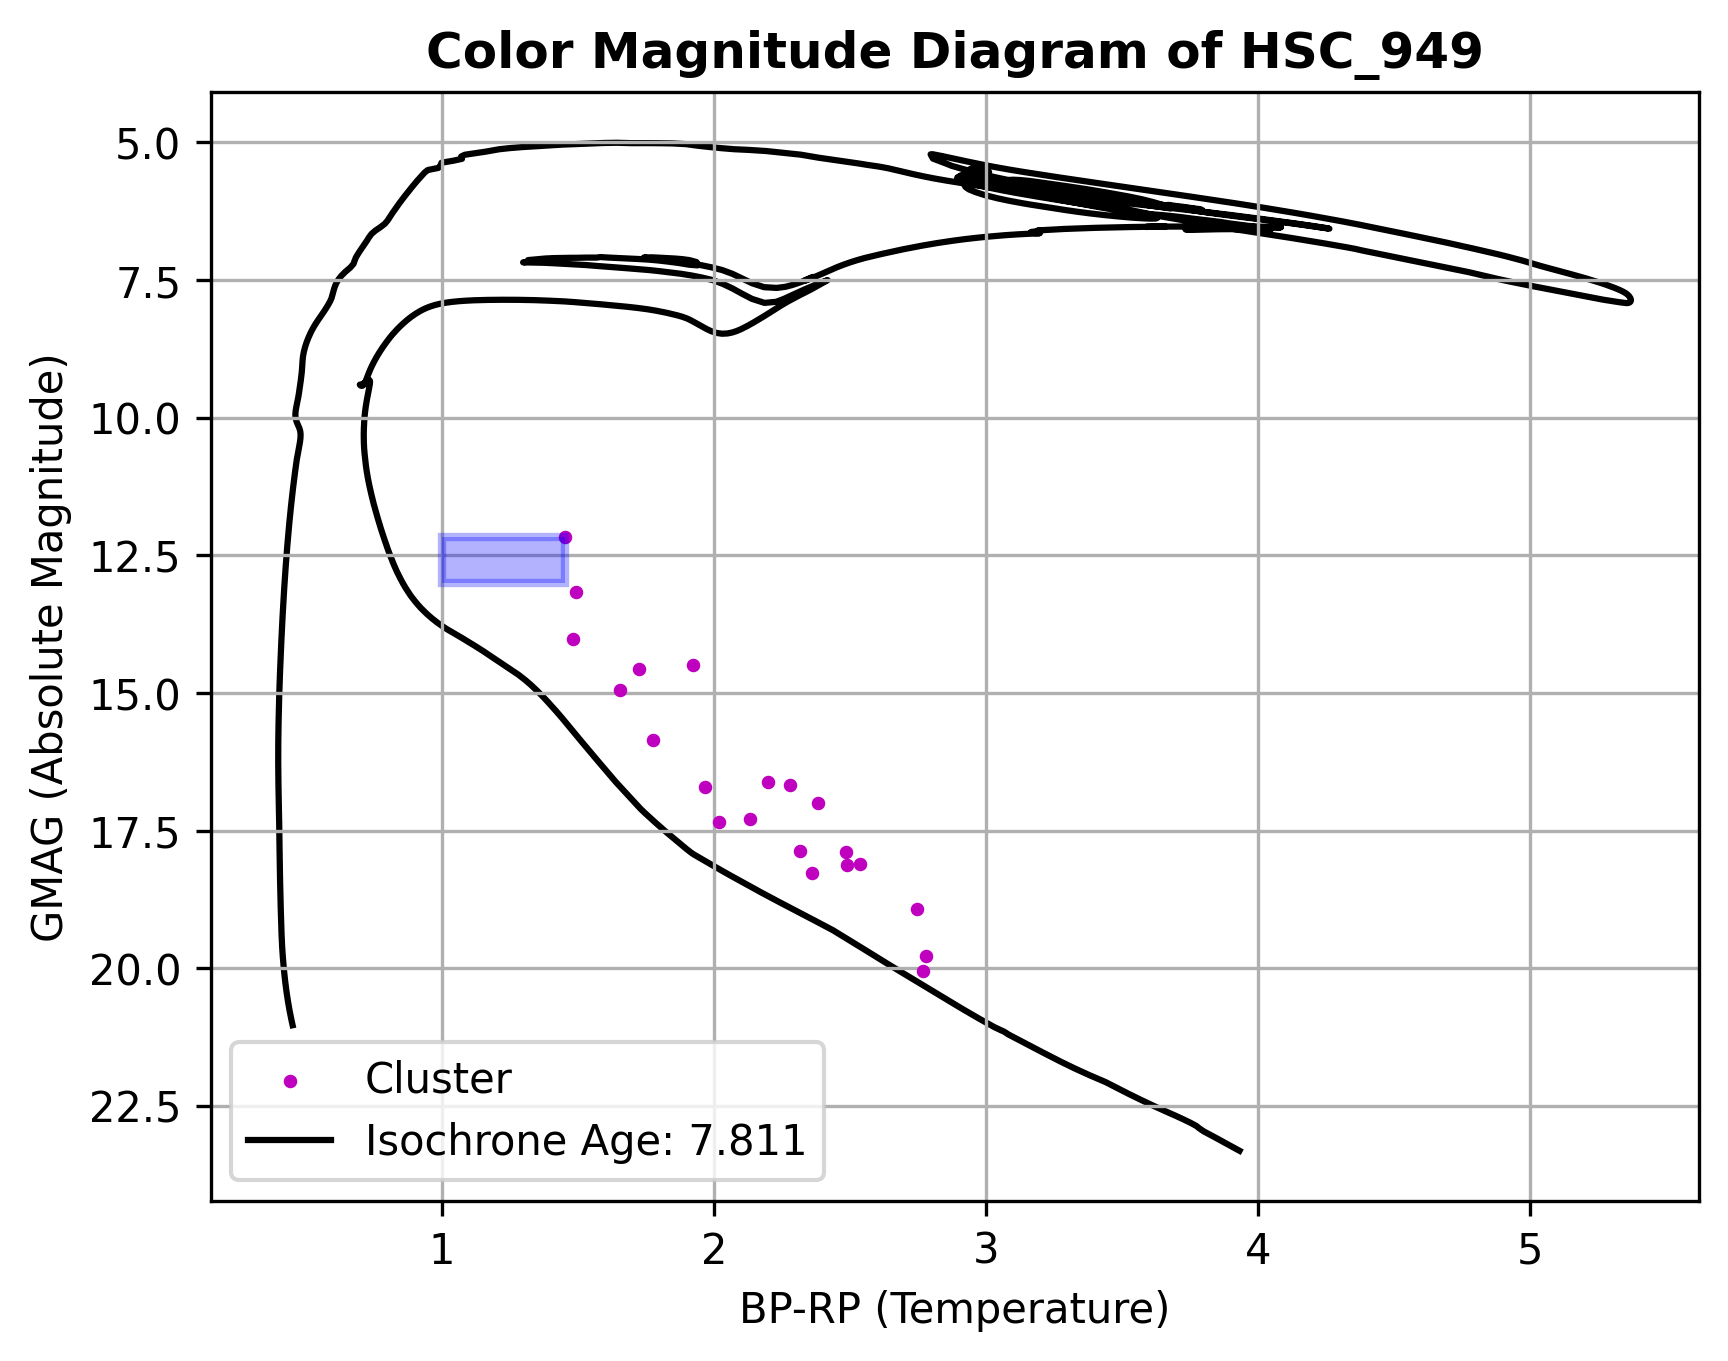 Color Magnitude Diagram of HSC_949
GMAG (Absolute Magnitude)
5.0
7.5
10.0
12.5
15.0
17.5
20.0
22.5
Cluster
Isochrone Age: 7.811
1 2 3 4 5
BP-RP (Temperature)